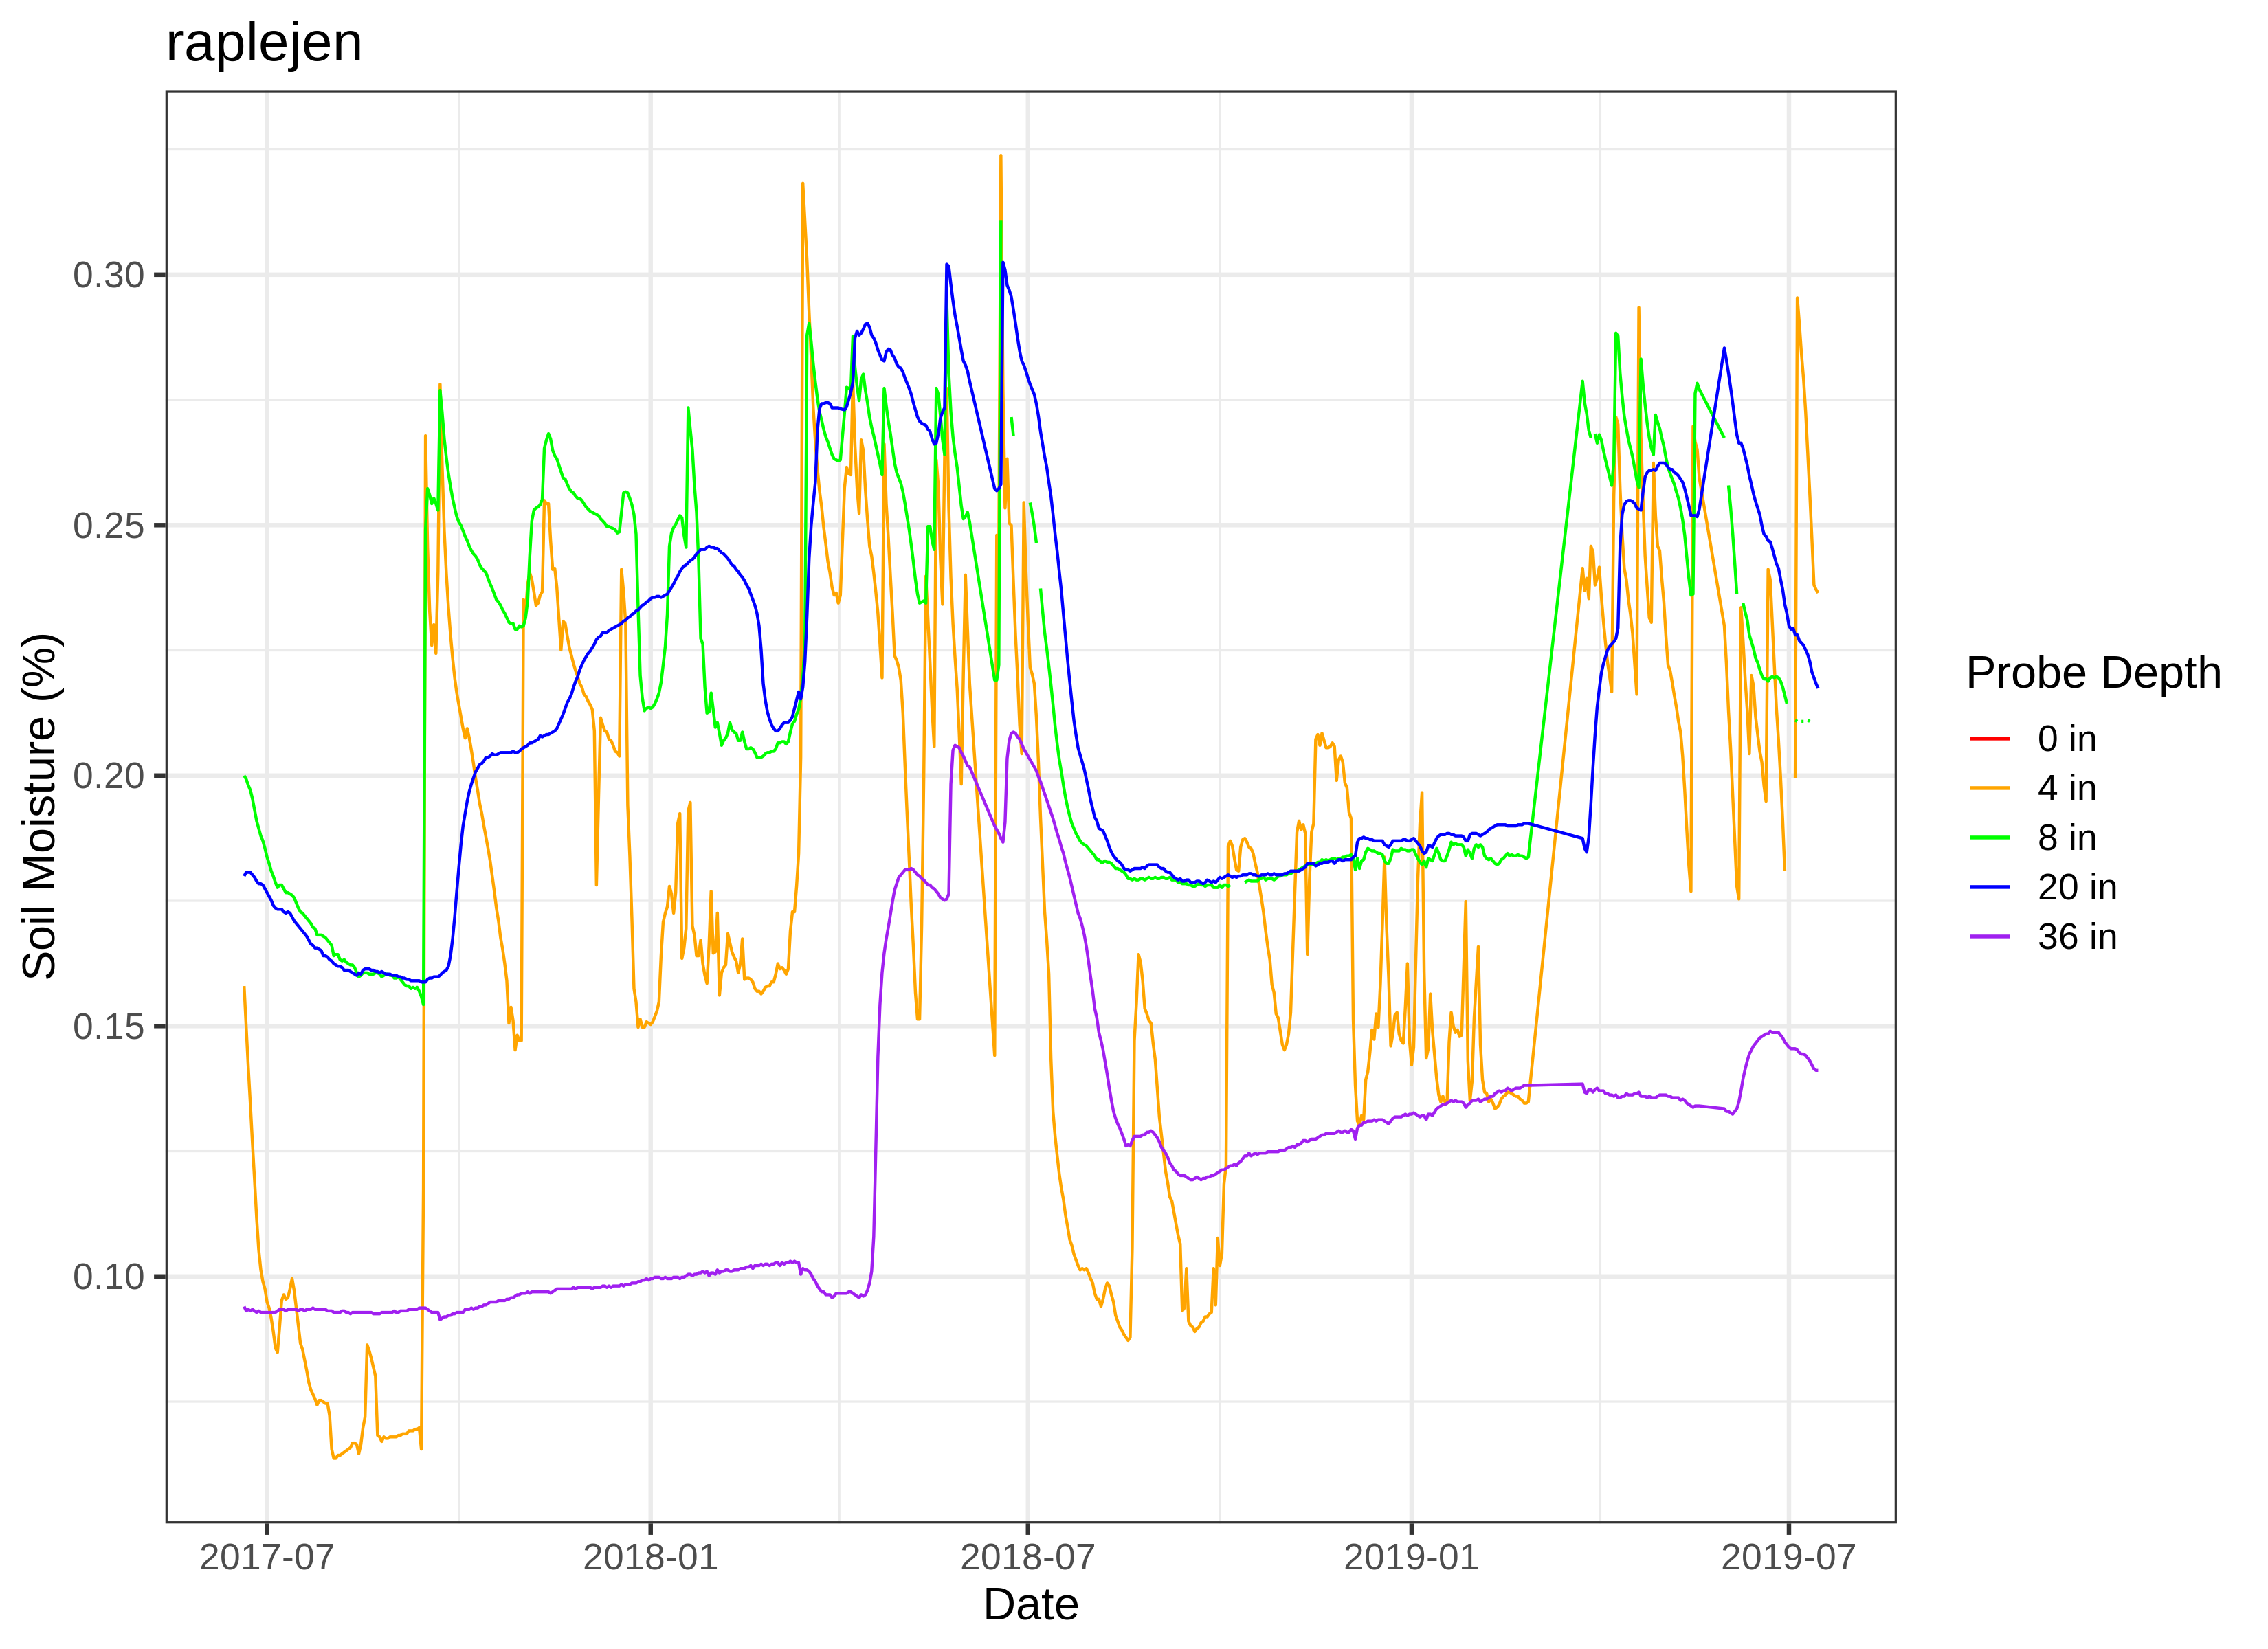 raplejen
Soil Moisture (%)
0.30
0.25
0.20
0.15
0.10
2017-07
2018-01
2018-07
2019-01
2019-07
Date
Probe Depth
0 in
4 in
8 in
20 in
36 in